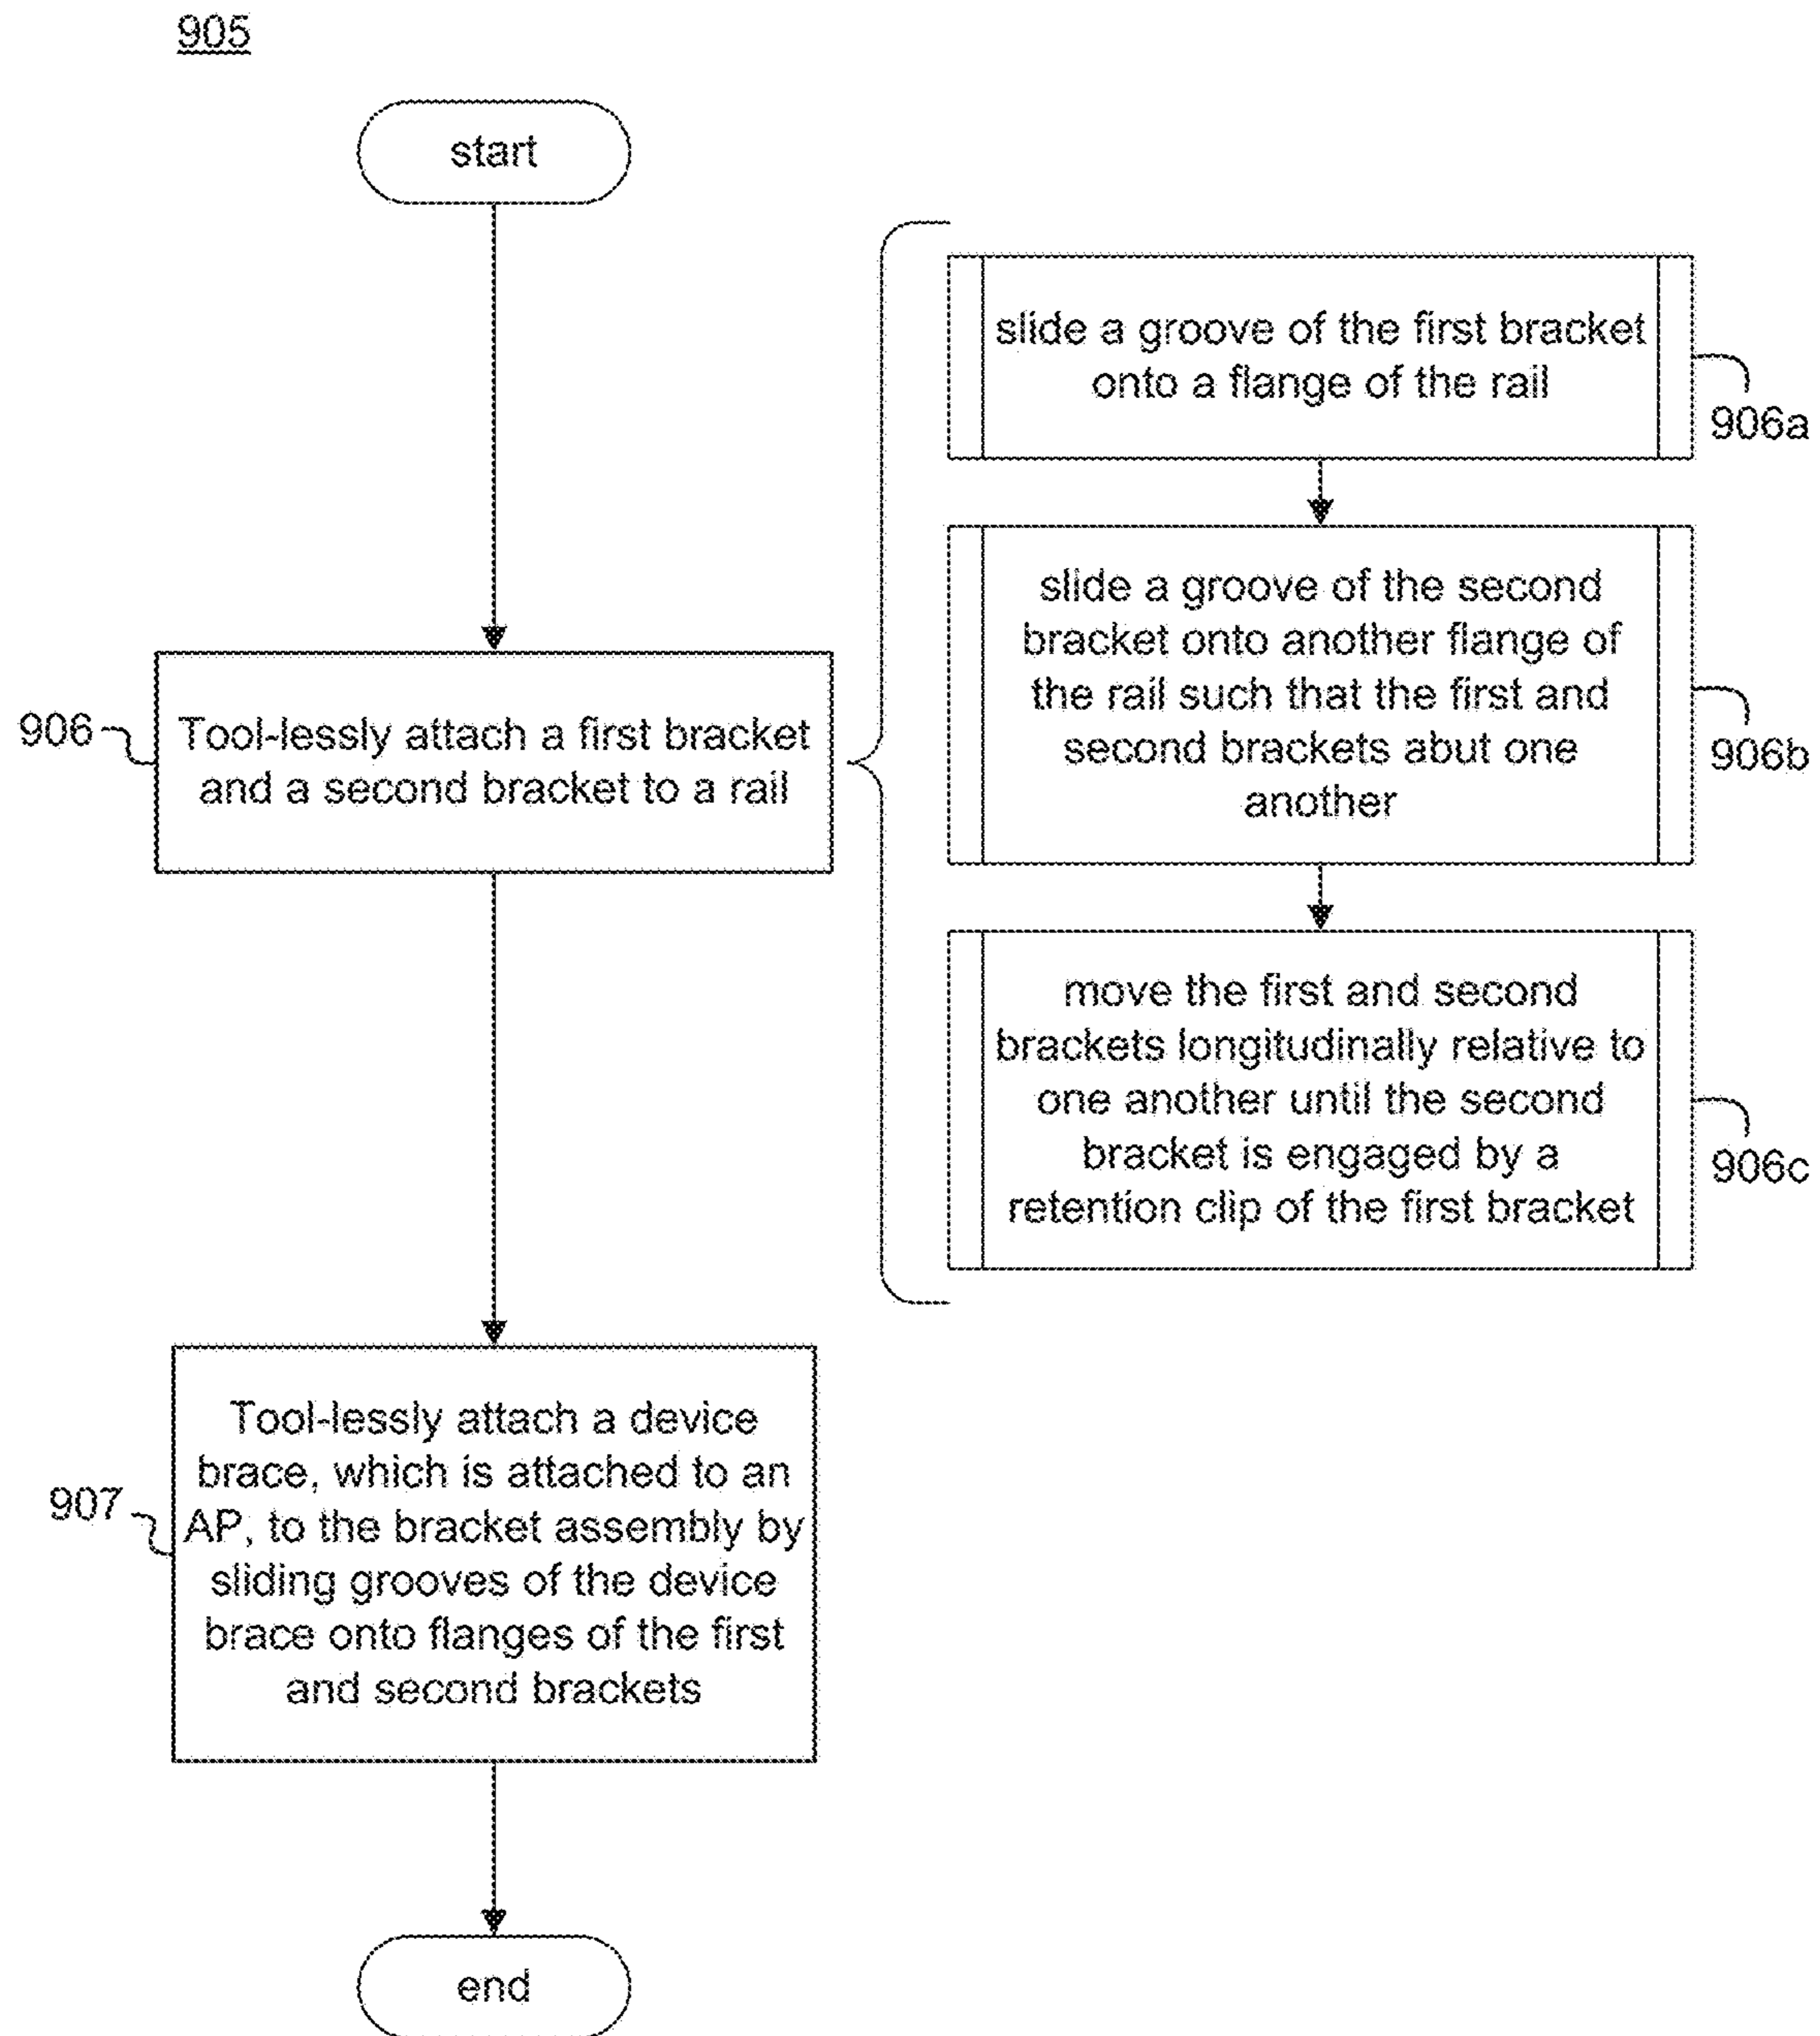 905
start
906
Tool-lessly attach a first bracket
and a second bracket to a rail
slide a groove of the first bracket
onto a flange of the rail
906a
slide a groove of the second
bracket onto another flange of
the rail such that the first and
second brackets abut one
another
906b
move the first and second
brackets longitudinally relative to
one another until the second
bracket is engaged by a
retention clip of the first bracket
906c
907
Tool-lessly attach a device
brace, which is attached to an
AP, to the bracket assembly by
sliding grooves of the device
brace onto flanges of the first
and second brackets
end